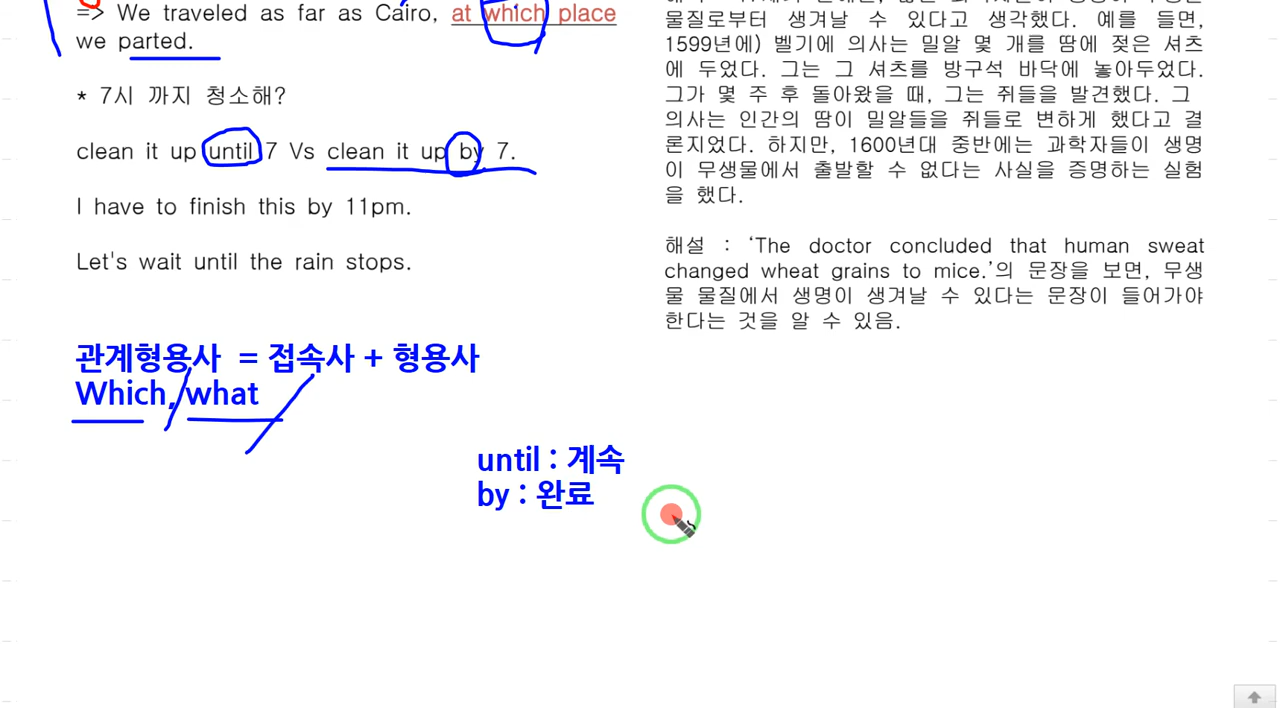 => We traveled as far as Cairo, at which place
we parted.
* 7시 까지 청소해?
clean it up until 7 Vs clean it up by 7.
I have to finish this by 11pm.
Let's wait until the rain stops.
관계형용사 = 접속사 + 형용사
Which, what
until : 계속
by : 완료
물질로부터 생겨날 수 있다고 생각했다. 예를 들면,
1599년에) 벨기에 의사는 밀알 몇 개를 땀에 젖은 셔츠
에 두었다. 그는 그 셔츠를 방구석 바닥에 놓아두었다.
그가 몇 주 후 돌아왔을 때, 그는 쥐들을 발견했다. 그
의사는 인간의 땀이 밀알들을 쥐들로 변하게 했다고 결
론지었다. 하지만, 1600년대 중반에는 과학자들이 생명
이 무생물에서 출발할 수 없다는 사실을 증명하는 실험
을 했다.
해설 : ‘The doctor concluded that human sweat
changed wheat grains to mice.’의 문장을 보면, 무생
물 물질에서 생명이 생겨날 수 있다는 문장이 들어가야
한다는 것을 알 수 있음.